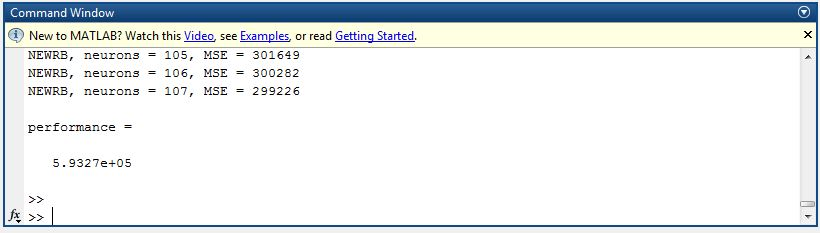 Command Window
New to MATLAB? Watch this Video, see Examples, or read Getting Started.
NEWRB, neurons = 105, MSE = 301649
NEWRB, neurons = 106, MSE = 300282
NEWRB, neurons = 107, MSE = 299226
performance =
5.9327e+05
>>
fx >>